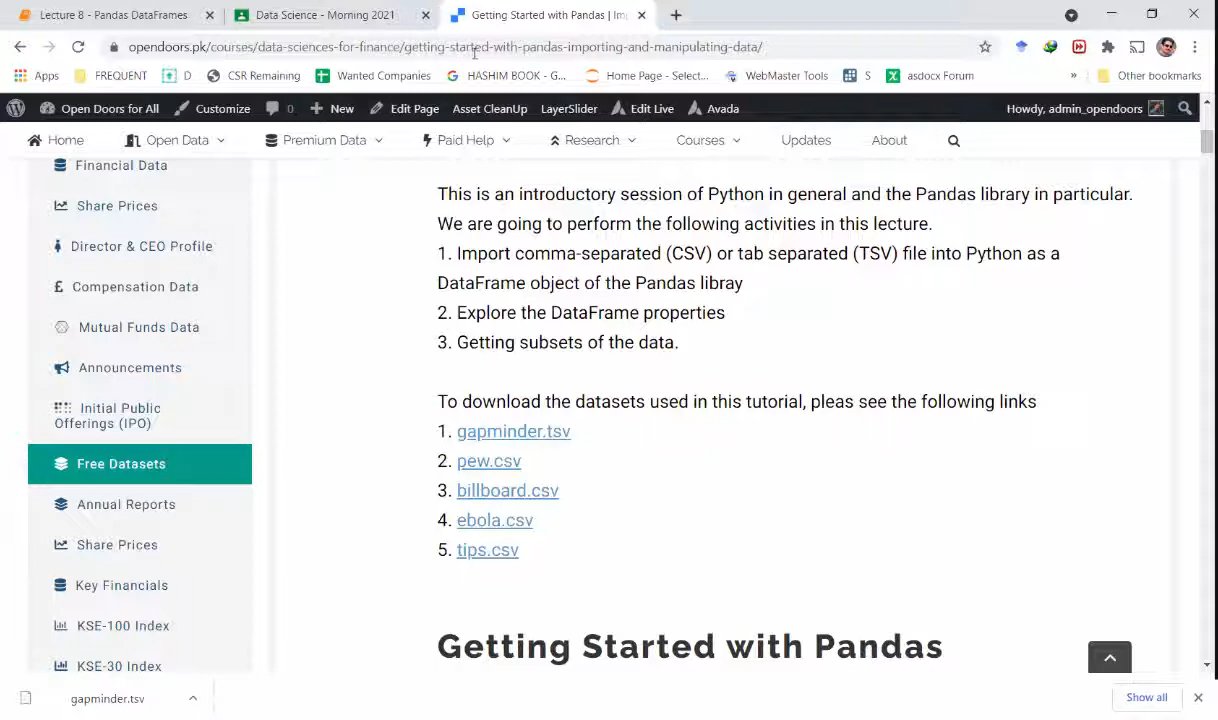 Lecture 8 - Pandas DataFrames
Data Science - Morning 2021
Getting Started with Pandas | Im
opendoors.pk/courses/data-sciences-for-finance/getting-started-with-pandas-importing-and-manipulating-data/
Apps
FREQUENT
D
CSR Remaining
Wanted Companies
HASHIM BOOK - G...
Home Page - Select...
WebMaster Tools
S
asdocx Forum
»
Other bookmarks
Open Doors for All
Customize
0
New
Edit Page
Asset CleanUp
LayerSlider
Edit Live
Avada
Howdy, admin_opendoors
Home
Open Data
Premium Data
Paid Help
Research
Courses
Updates
About
Financial Data
Share Prices
Director & CEO Profile
Compensation Data
Mutual Funds Data
Announcements
Initial Public
Offerings (IPO)
Free Datasets
Annual Reports
Share Prices
Key Financials
KSE-100 Index
KSE-30 Index
This is an introductory session of Python in general and the Pandas library in particular.
We are going to perform the following activities in this lecture.
1. Import comma-separated (CSV) or tab separated (TSV) file into Python as a
DataFrame object of the Pandas libray
2. Explore the DataFrame properties
3. Getting subsets of the data.
To download the datasets used in this tutorial, pleas see the following links
1. gapminder.tsv
2. pew.csv
3. billboard.csv
4. ebola.csv
5. tips.csv
Getting Started with Pandas
gapminder.tsv
Show all